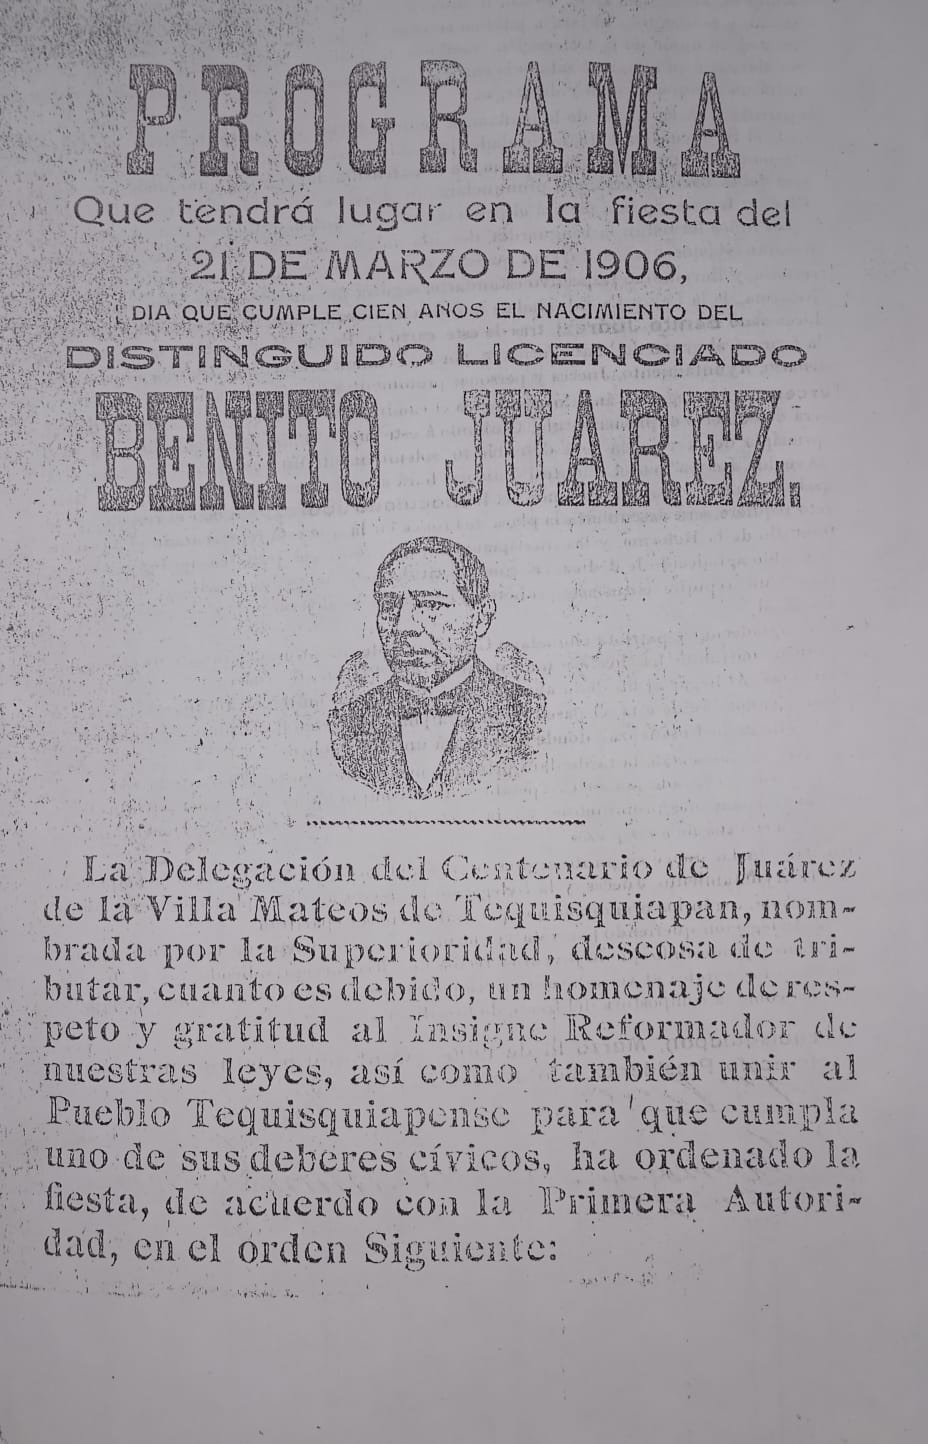 PROGRAMA
Que tendrá lugar en la fiesta del
21 DE MARZO DE 1906,
DIA QUE CUMPLE CIEN AÑOS EL NACIMIENTO DEL
DISTINGUIDO LICENCIADO
BENITO JUAREZ.
La Delegación del Centenario de Juárez
de la Villa Mateos de Tequisquiapan, nom-
brada por la Superioridad, deseosa de tri-
butar, cuanto es debido, un homenaje de res-
peto y gratitud al Insigne Reformador de
nuestras leyes, así como también unir al
Pueblo Tequisquiapense para que cumpla
uno de sus deberes cívicos, ha ordenado la
fiesta, de acuerdo con la Primera Autori-
dad, en el orden Siguiente: